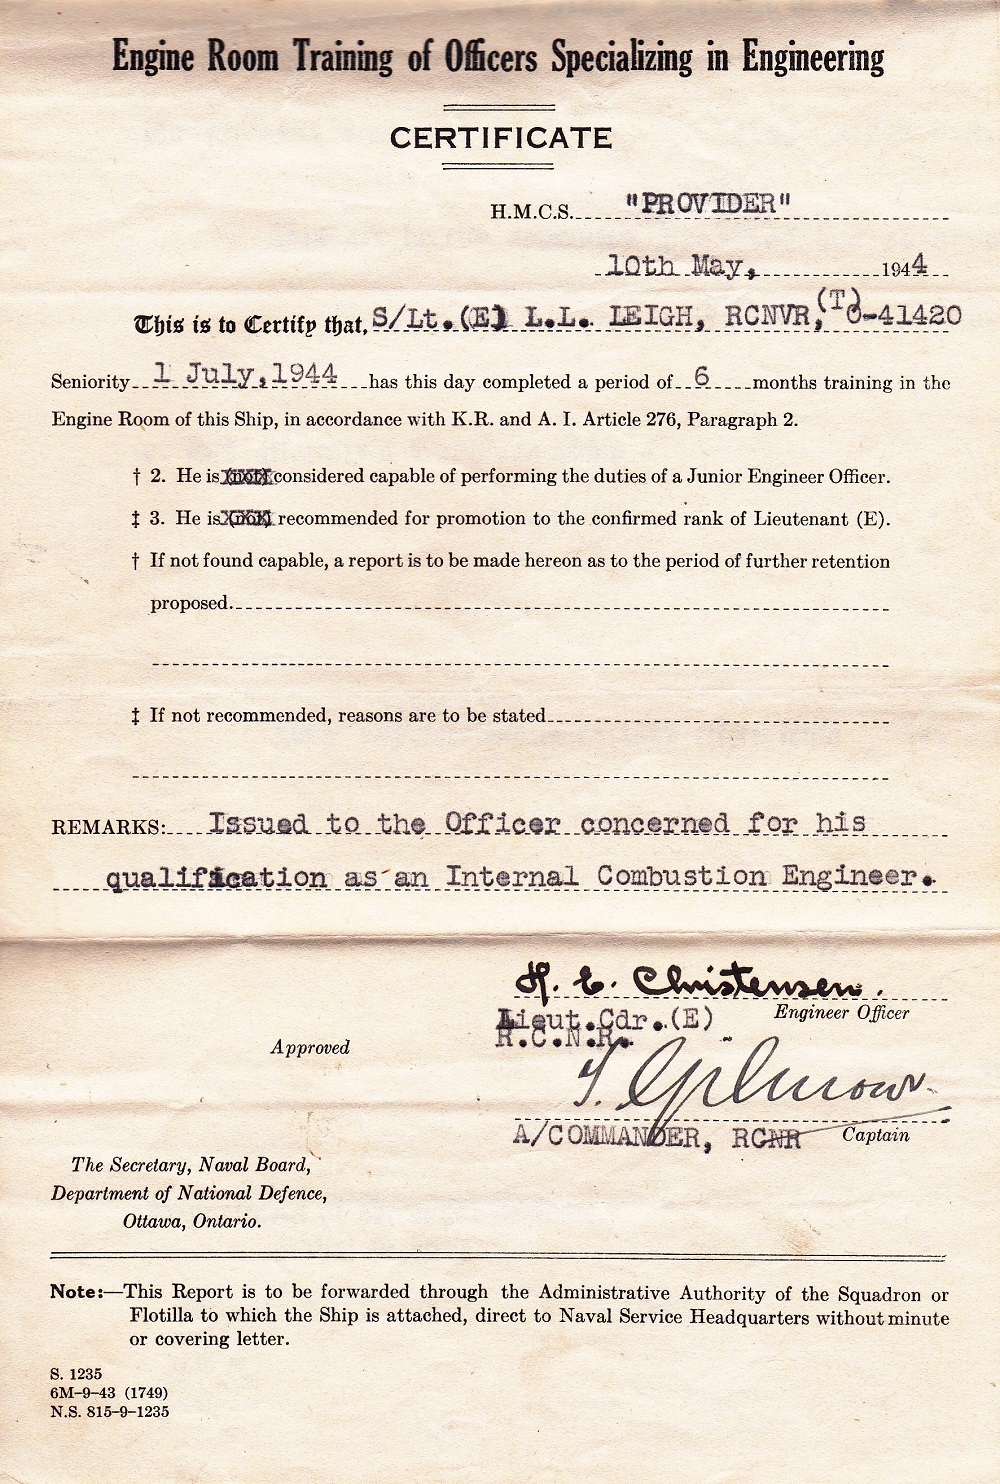 Engine Room Training of Officers Specializing in Engineering
CERTIFICATE
H.M.C.S. "PROVIDER"
10th May, 1944
This is to Certify that, S/Lt.(E) L.L. LEIGH, RCNVR,(T) O-41420
Seniority 1 July,1944 has this day completed a period of 6 months training in the
Engine Room of this Ship, in accordance with K.R. and A. I. Article 276, Paragraph 2.
† 2. He is (not) considered capable of performing the duties of a Junior Engineer Officer.
‡ 3. He is (not) recommended for promotion to the confirmed rank of Lieutenant (E).
† If not found capable, a report is to be made hereon as to the period of further retention
proposed.
‡ If not recommended, reasons are to be stated
REMARKS: Issued to the Officer concerned for his
qualification as an Internal Combustion Engineer.
H. E. Christensen.
Lieut.Cdr.(E) Engineer Officer
R.C.N.R.
Approved
T. Gilmour
A/COMMANDER, RCNR Captain
The Secretary, Naval Board,
Department of National Defence,
Ottawa, Ontario.
Note:—This Report is to be forwarded through the Administrative Authority of the Squadron or
Flotilla to which the Ship is attached, direct to Naval Service Headquarters without minute
or covering letter.
S. 1235
6M–9–43 (1749)
N.S. 815–9–1235